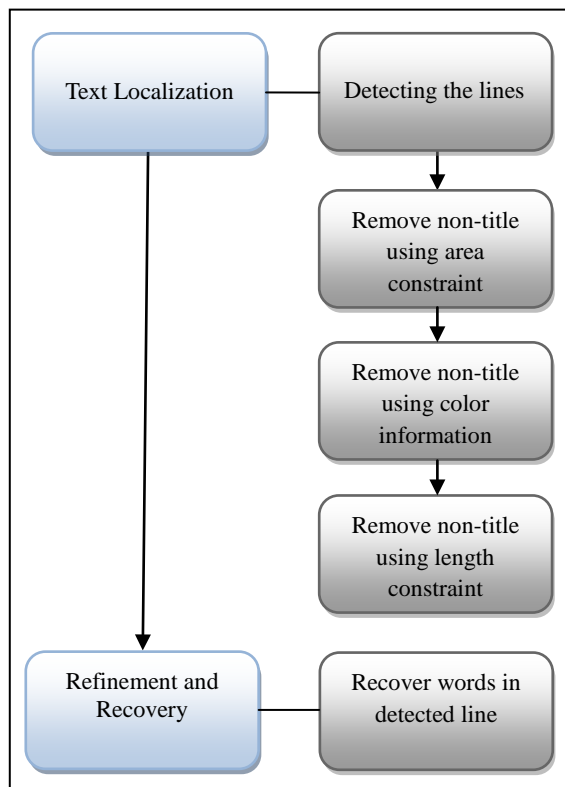 Text Localization
Detecting the lines
Remove non-title
using area
constraint
Remove non-title
using color
information
Remove non-title
using length
constraint
Refinement and
Recovery
Recover words in
detected line